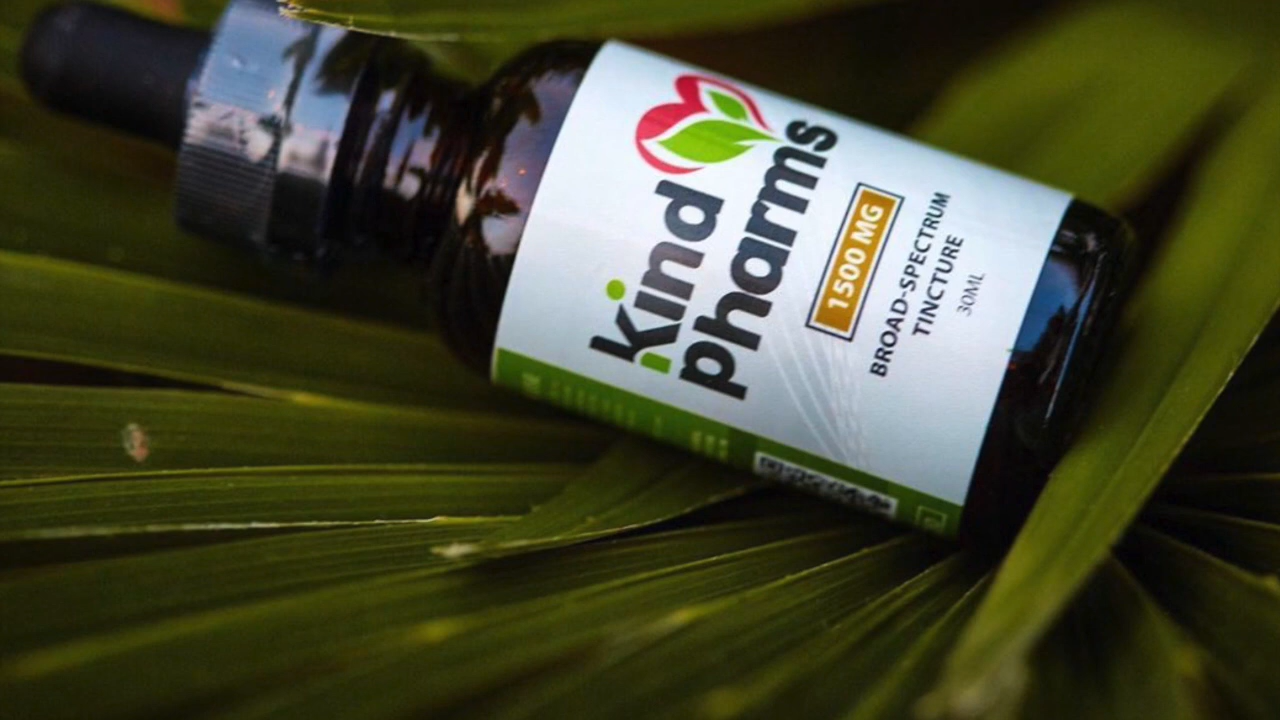 kind
pharms
1500 MG
BROAD-SPECTRUM
TINCTURE
30ML